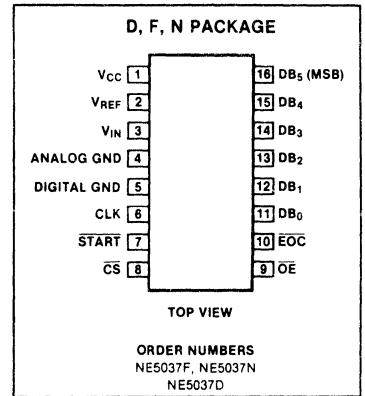 D, F, N PACKAGE
VCC 1 16 DB5 (MSB)
VREF 2 15 DB4
VIN 3 14 DB3
ANALOG GND 4 13 DB2
DIGITAL GND 5 12 DB1
CLK 6 11 DB0
START 7 10 EOC
CS 8 9 OE
TOP VIEW
ORDER NUMBERS
NE5037F, NE5037N
NE5037D